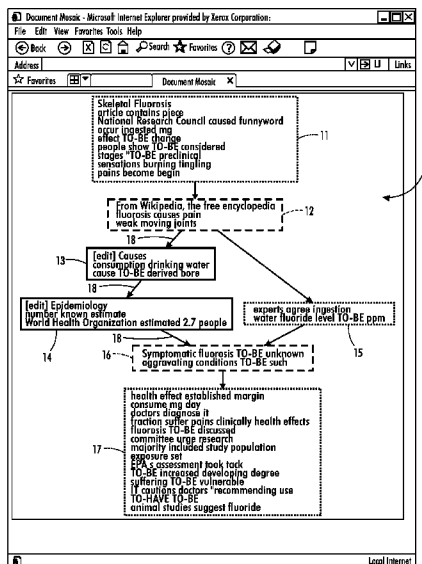 Document Mosaic - Microsoft Internet Explorer provided by Xerox Corporation:
File Edit View Favorites Tools Help
Back Search Favorites
Address Links
Favorites Document Mosaic X
Skeletal Fluorosis
article contains piece
National Research Council caused funnyword
occur ingested mg
effect TO-BE change
people show TO-BE considered
stages "TO-BE preclinical
sensations burning tingling
pains become begin
11
From Wikipedia, the free encyclopedia
fluorosis causes pain
weak moving joints
12
18
13
[edit] Causes
consumption drinking water
cause TO-BE derived bore
18
[edit] Epidemiology
number known estimate
World Health Organization estimated 2.7 people
14
18
experts agree ingestion
water fluoride level TO-BE ppm
15
16
Symptomatic fluorosis TO-BE unknown
aggravating conditions TO-BE such
17
health effect established margin
consume mg day
doctors diagnose it
fraction suffer pains clinically health effects
fluorosis TO-BE discussed
committee urge research
majority included study population
exposure set
EPA s assessment took tack
TO-BE increased developing degree
suffering TO-BE vulnerable
IT cautions doctors "recommending use
TO-HAVE TO-BE
animal studies suggest fluoride
Local Internet